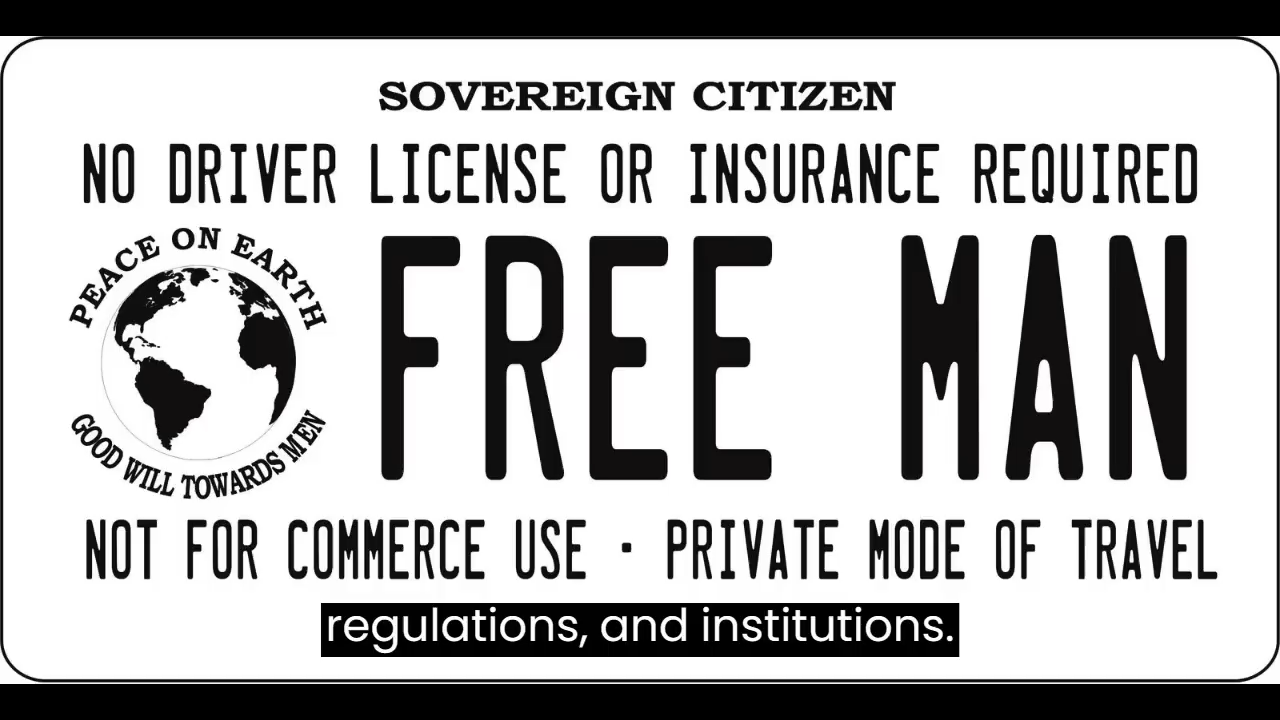 SOVEREIGN CITIZEN
NO DRIVER LICENSE OR INSURANCE REQUIRED
PEACE ON EARTH
FREE MAN
GOOD WILL TOWARDS MEN
NOT FOR COMMERCE USE · PRIVATE MODE OF TRAVEL
regulations, and institutions.